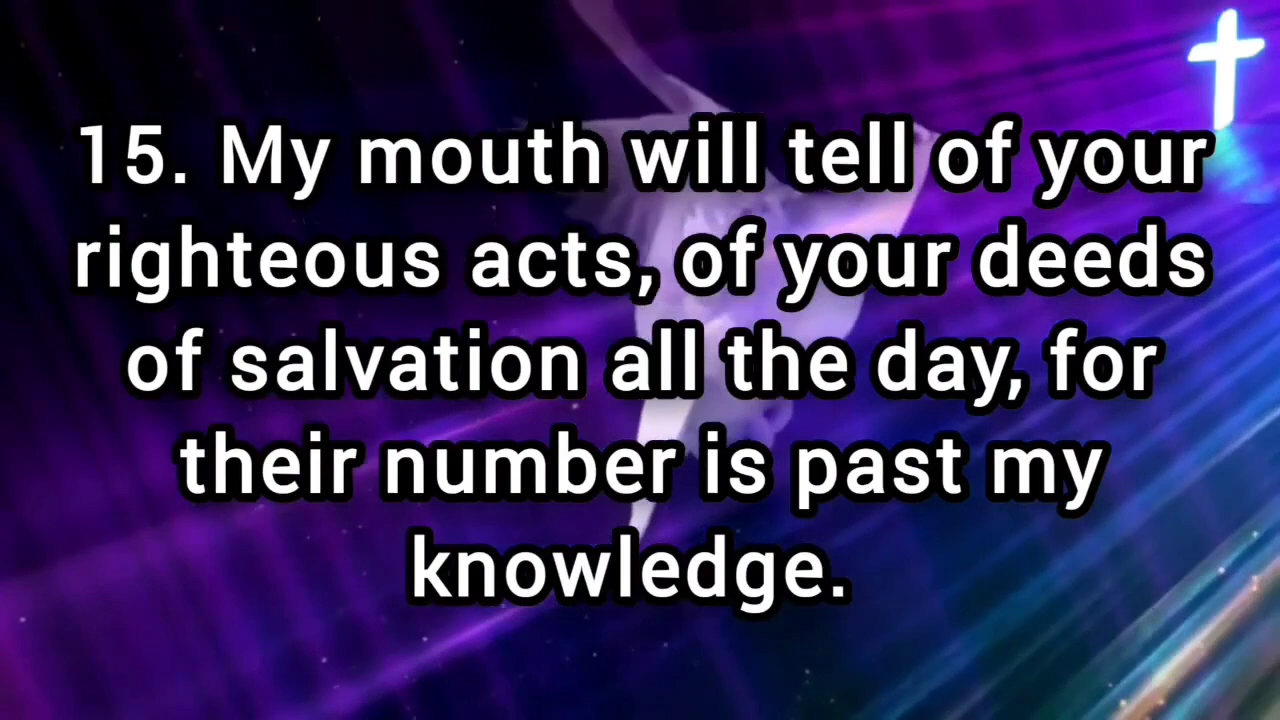 15. My mouth will tell of your
righteous acts, of your deeds
of salvation all the day, for
their number is past my
knowledge.